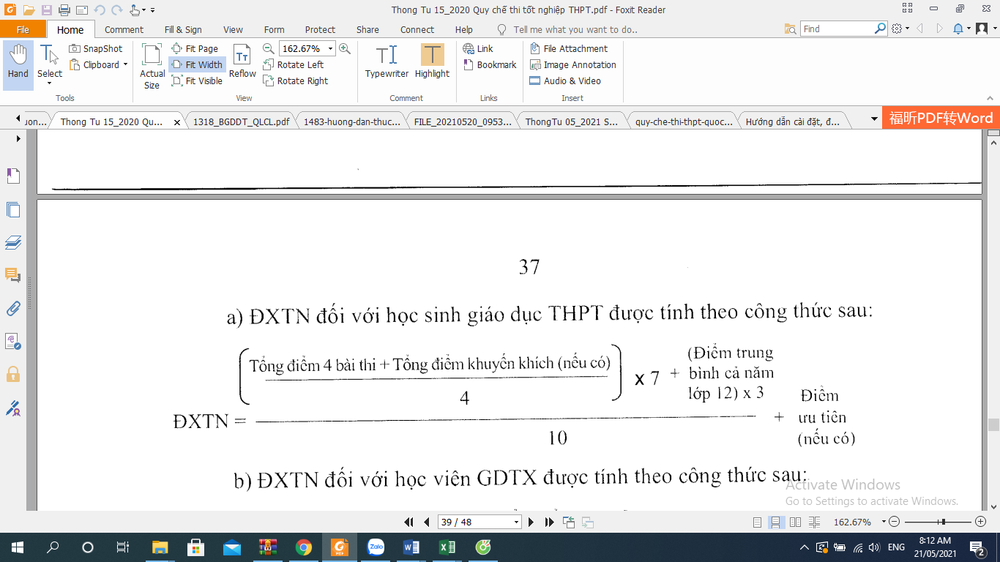 Thong Tu 15_2020 Quy chế thi tốt nghiệp THPT.pdf - Foxit Reader
File Home Comment Fill & Sign View Form Protect Share Connect Help Tell me what you want to do.. Find
Hand
Select
SnapShot
Clipboard
Tools
Actual Size
Fit Page
Fit Width
Fit Visible
Reflow
162.67%
Rotate Left
Rotate Right
View
Typewriter
Highlight
Comment
Link
Bookmark
Links
File Attachment
Image Annotation
Audio & Video
Insert
uon... Thong Tu 15_2020 Qu... 1318_BGDDT_QLCL.pdf 1483-huong-dan-thuc... FILE_20210520_0953... ThongTu 05_2021 S... quy-che-thi-thpt-quoc... Hướng dẫn cài đặt, đ... 福昕PDF转Word
37
a) ĐXTN đối với học sinh giáo dục THPT được tính theo công thức sau:
(Tổng điểm 4 bài thi + Tổng điểm khuyến khích (nếu có))
4
x 7 +
(Điểm trung
bình cả năm
lớp 12) x 3
ĐXTN =
10
+
Điểm
ưu tiên
(nếu có)
b) ĐXTN đối với học viên GDTX được tính theo công thức sau:
Activate Windows
Go to Settings to activate Windows.
39 / 48
162.67%
Zalo
ENG
8:12 AM
21/05/2021
2